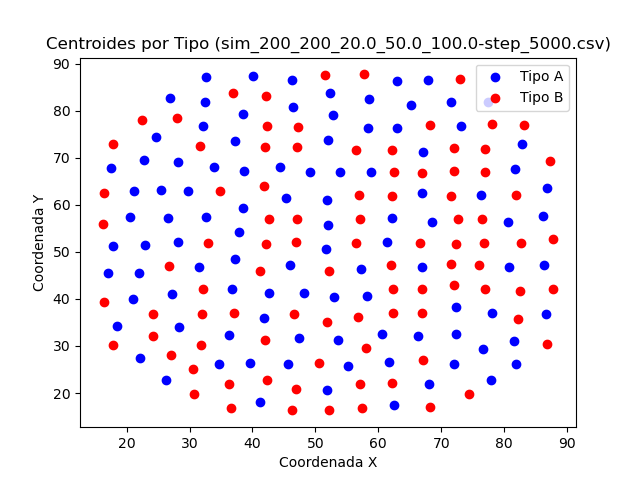 Centroides por Tipo (sim_200_200_20.0_50.0_100.0-step_5000.csv)
Tipo A
Tipo B
90
80
70
60
50
40
30
20
Coordenada Y
20 30 40 50 60 70 80 90
Coordenada X